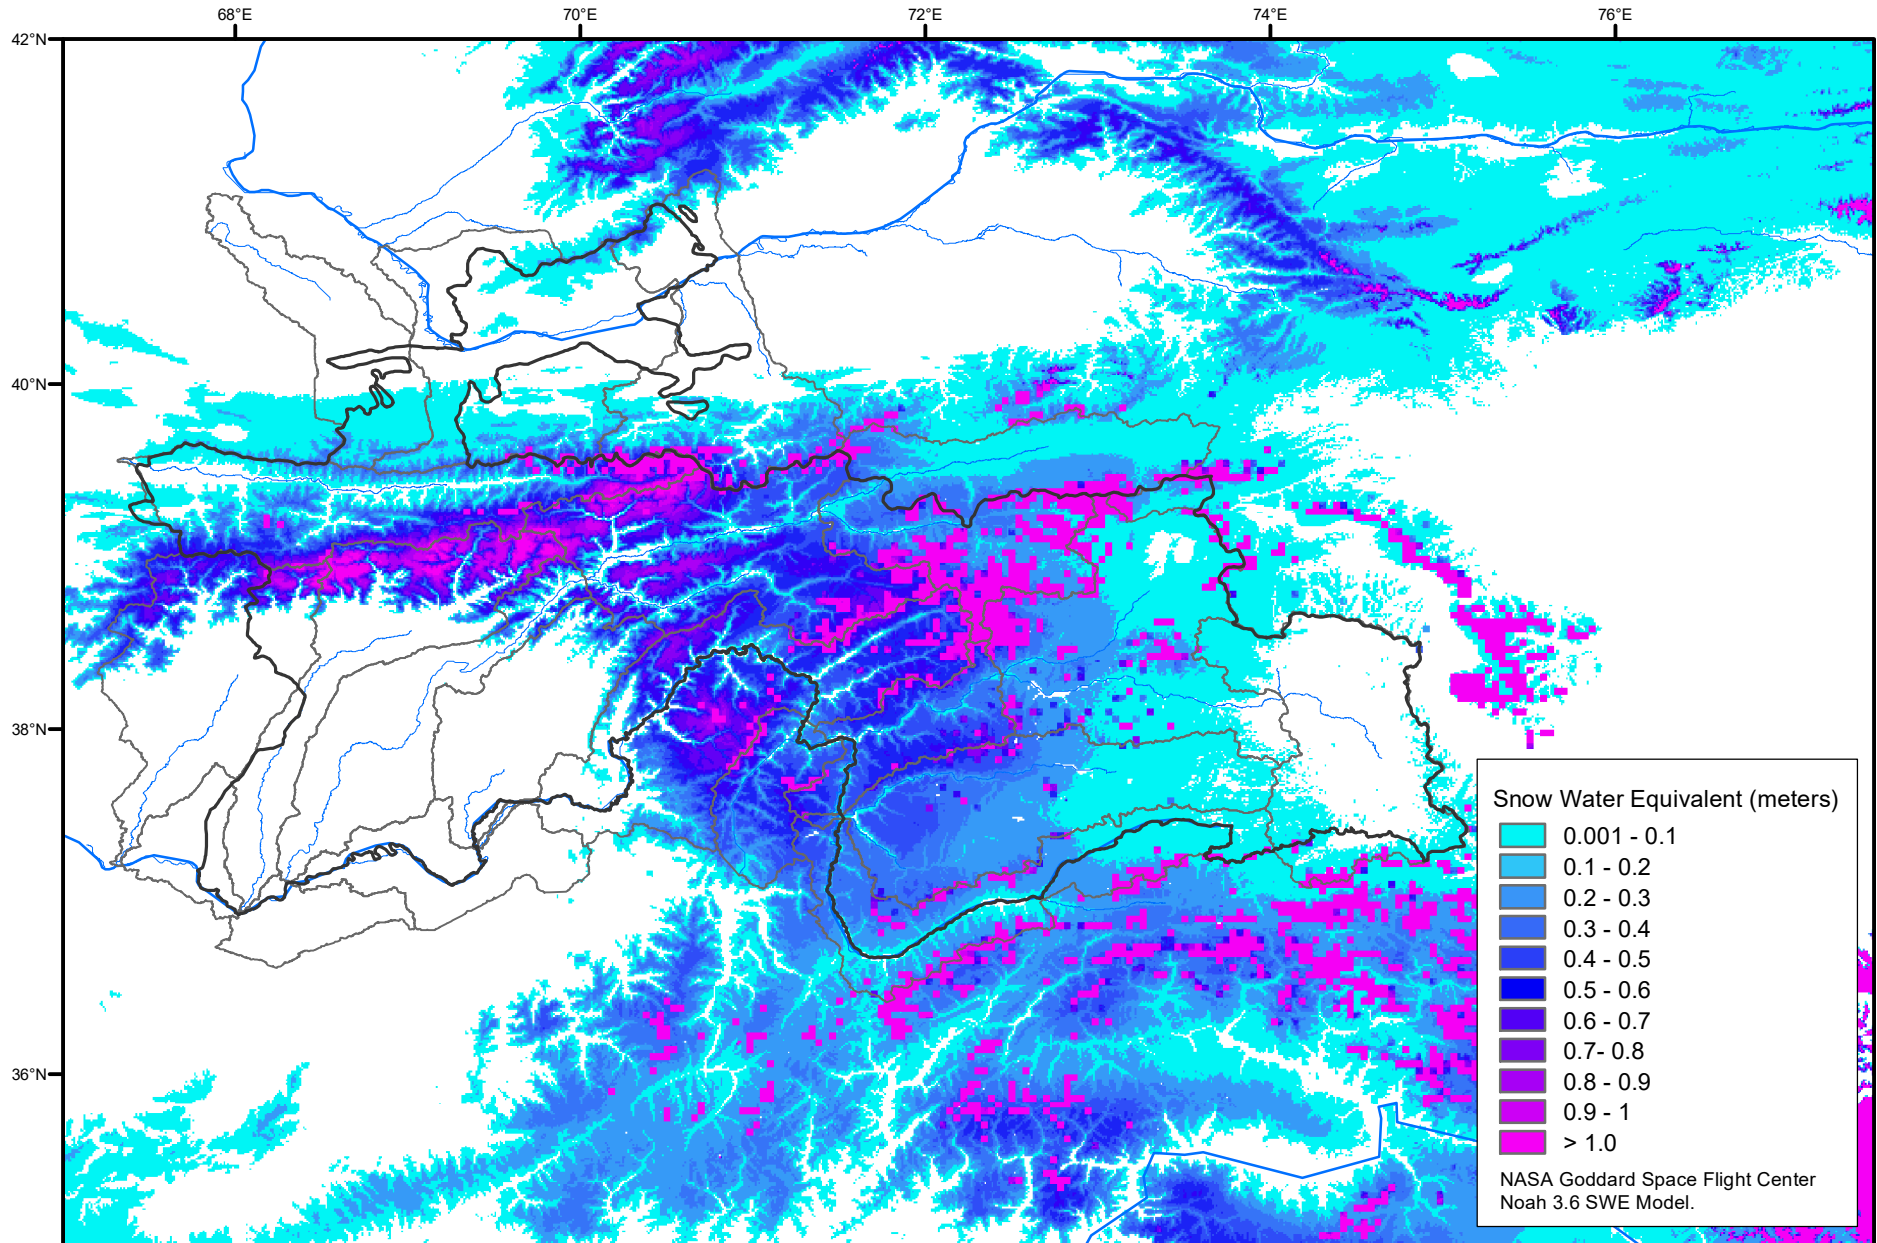 68°E 70°E 72°E 74°E 76°E
42°N
40°N
38°N
36°N
Snow Water Equivalent (meters)
0.001 - 0.1
0.1 - 0.2
0.2 - 0.3
0.3 - 0.4
0.4 - 0.5
0.5 - 0.6
0.6 - 0.7
0.7- 0.8
0.8 - 0.9
0.9 - 1
> 1.0
NASA Goddard Space Flight Center
Noah 3.6 SWE Model.